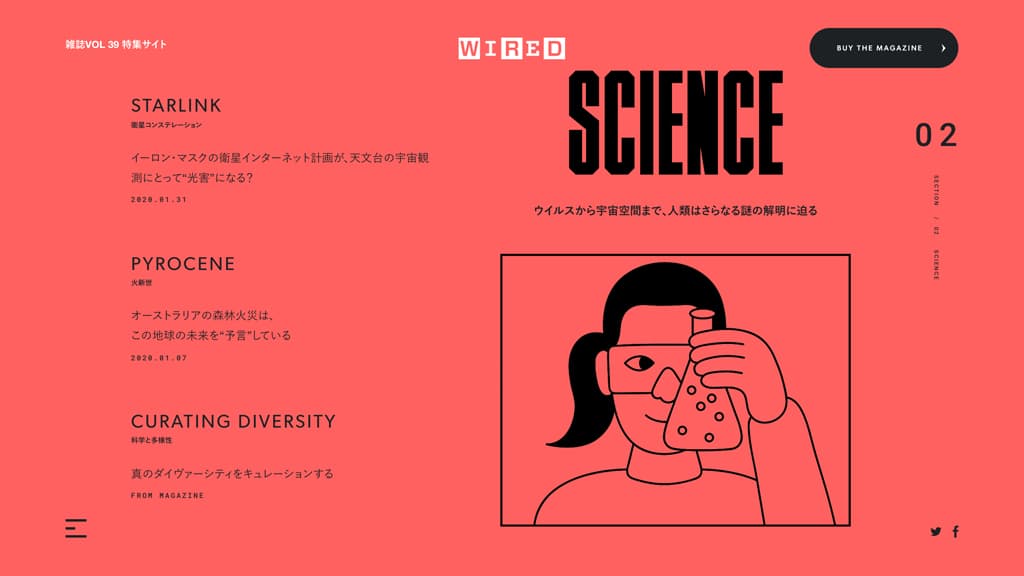 雑誌VOL 39 特集サイト
WIRED
BUY THE MAGAZINE
STARLINK
衛星コンステレーション
イーロン・マスクの衛星インターネット計画が、天文台の宇宙観
測にとって“光害”になる？
2020.01.31
PYROCENE
火新世
オーストラリアの森林火災は、
この地球の未来を“予言”している
2020.01.07
CURATING DIVERSITY
科学と多様性
真のダイヴァーシティをキュレーションする
FROM MAGAZINE
SCIENCE
ウイルスから宇宙空間まで、人類はさらなる謎の解明に迫る
02
SECTION / 02 SCIENCE